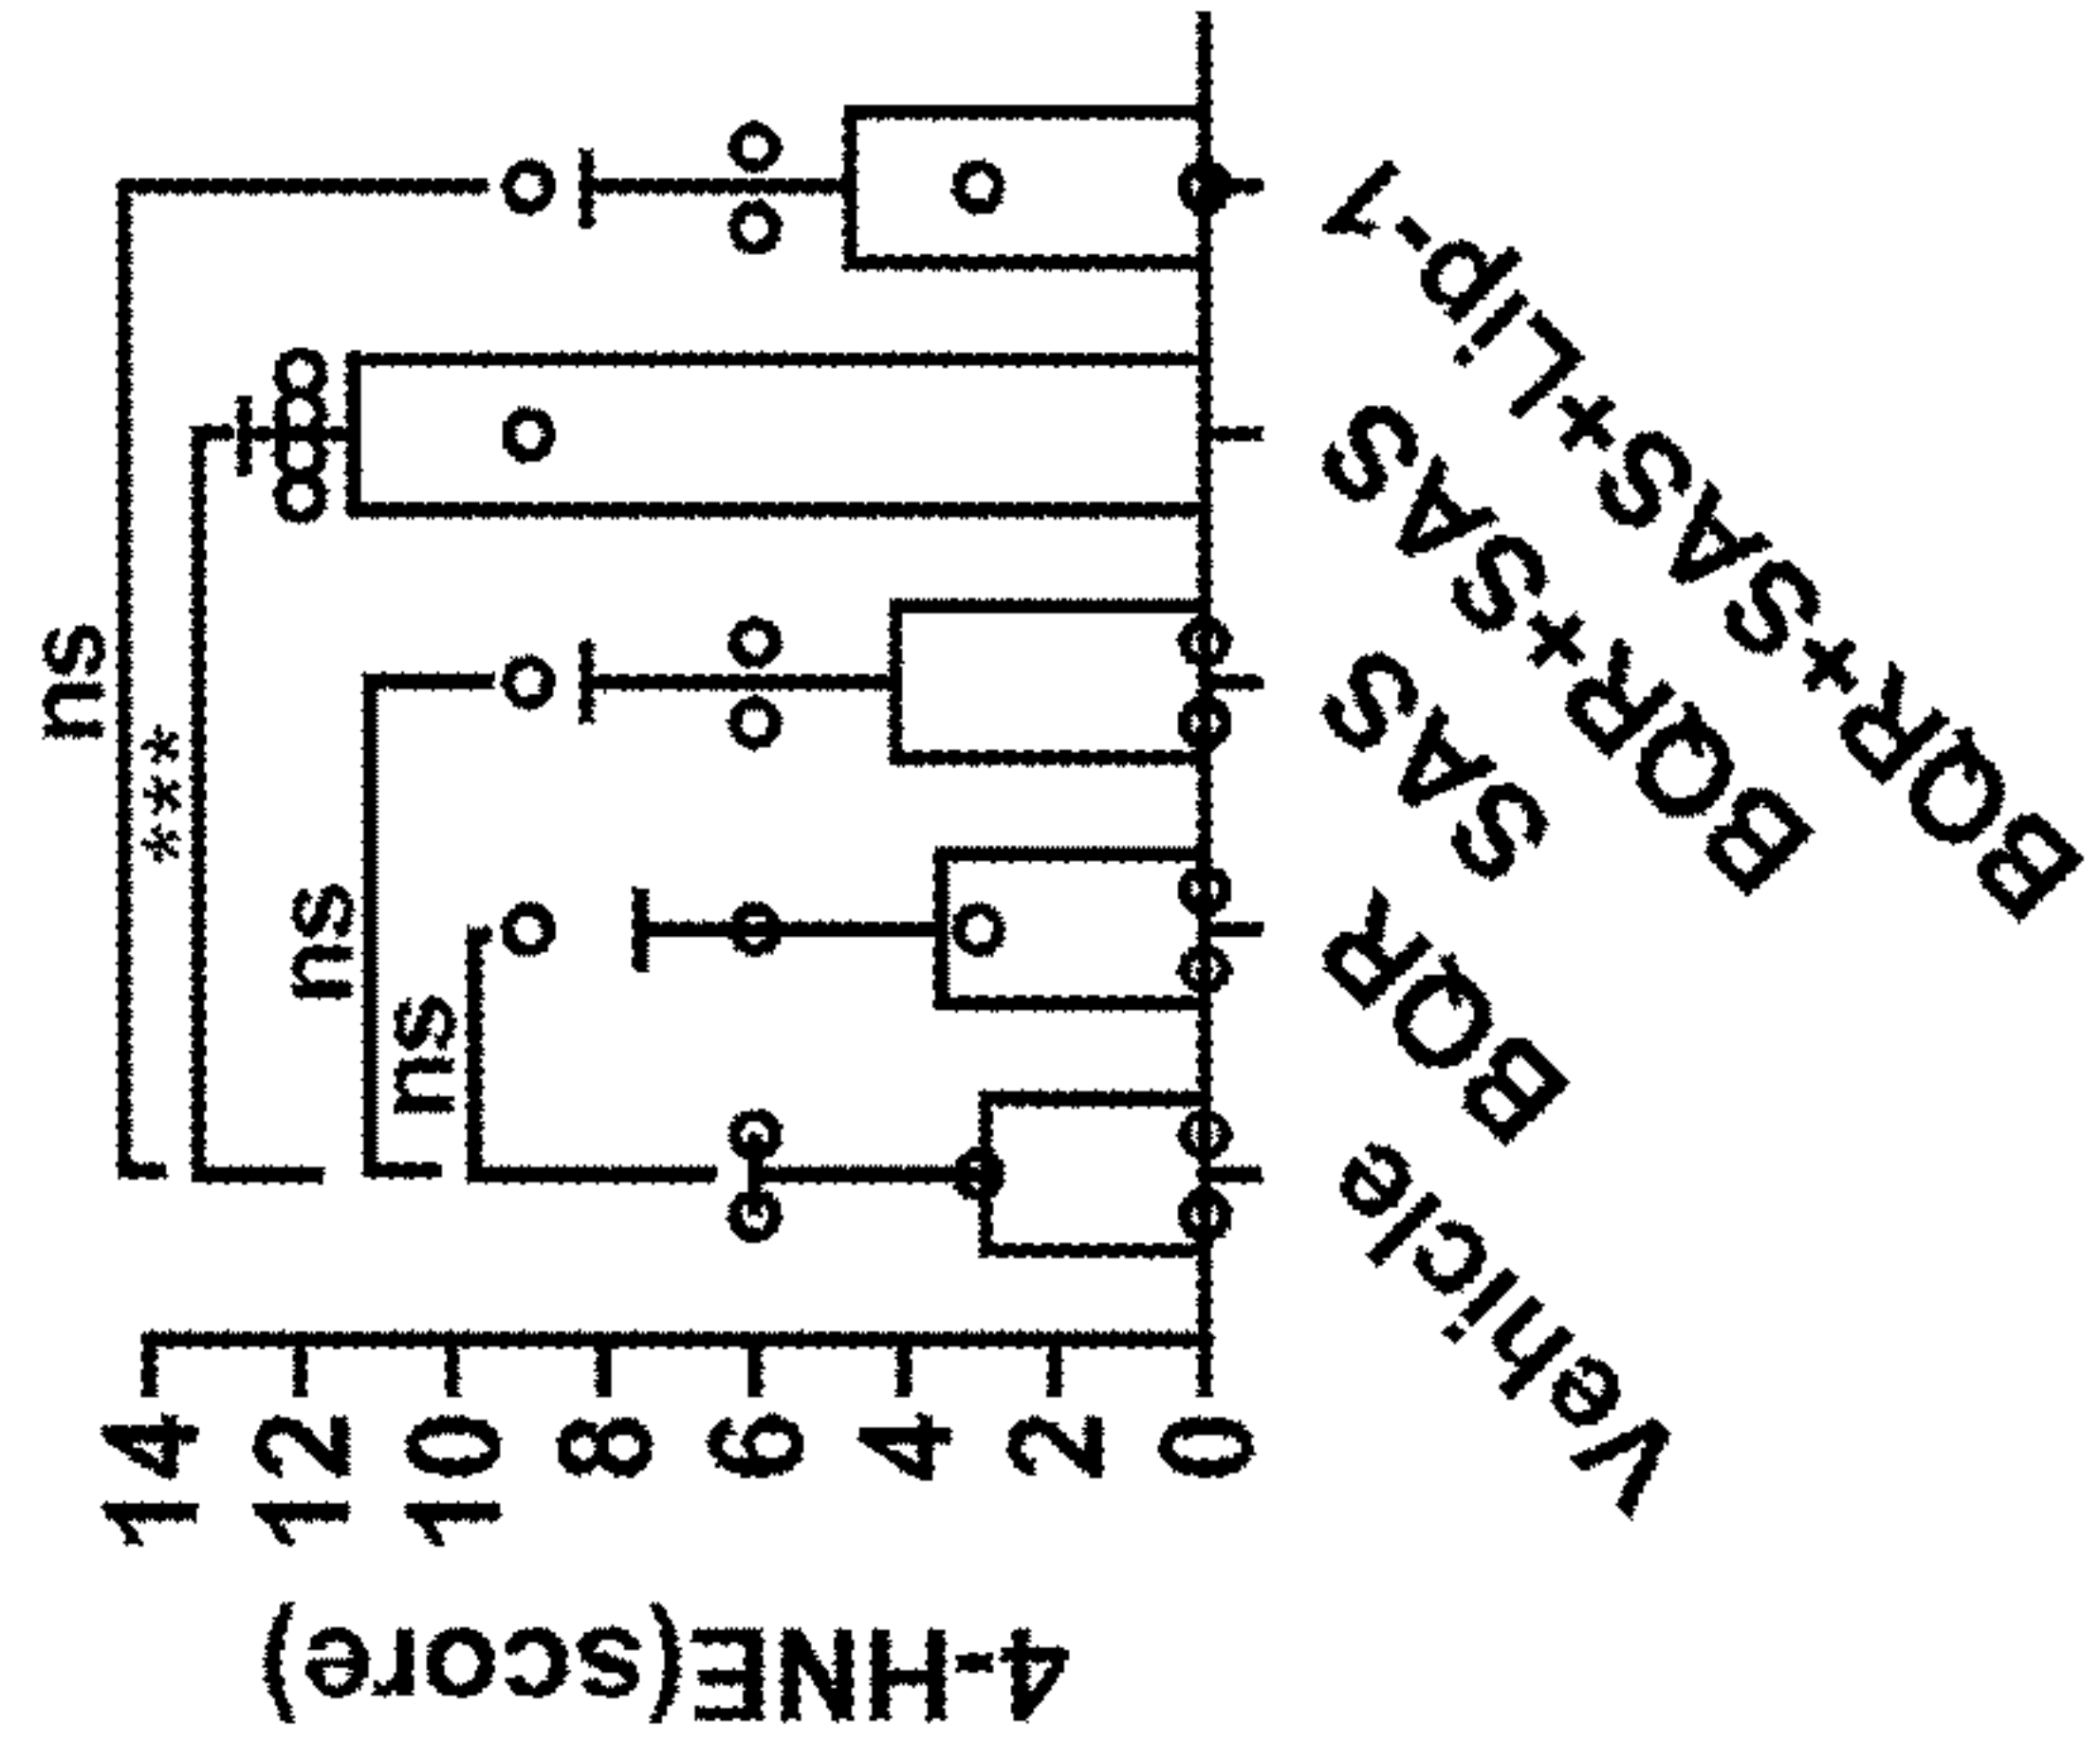 4-HNE(score)
14
12
10
8
6
4
2
0
ns
***
ns
ns
Vehicle
BQR
SAS
BQR+SAS
BQR+SAS+Lip-1